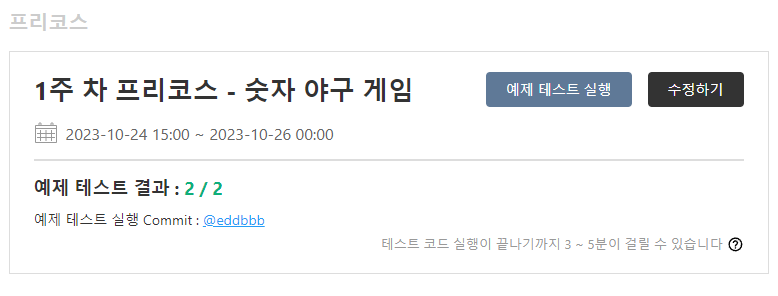 프리코스
1주 차 프리코스 - 숫자 야구 게임
예제 테스트 실행
수정하기
2023-10-24 15:00 ~ 2023-10-26 00:00
예제 테스트 결과 : 2 / 2
예제 테스트 실행 Commit : @eddbbb
테스트 코드 실행이 끝나기까지 3 ~ 5분이 걸릴 수 있습니다 ?